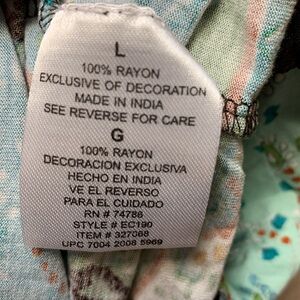 L
100% RAYON
EXCLUSIVE OF DECORATION
MADE IN INDIA
SEE REVERSE FOR CARE
G
100% RAYON
DECORACION EXCLUSIVA
HECHO EN INDIA
VE EL REVERSO
PARA EL CUIDADO
RN # 74786
STYLE # EC190
ITEM # 327068
UPC 7004 2008 5969